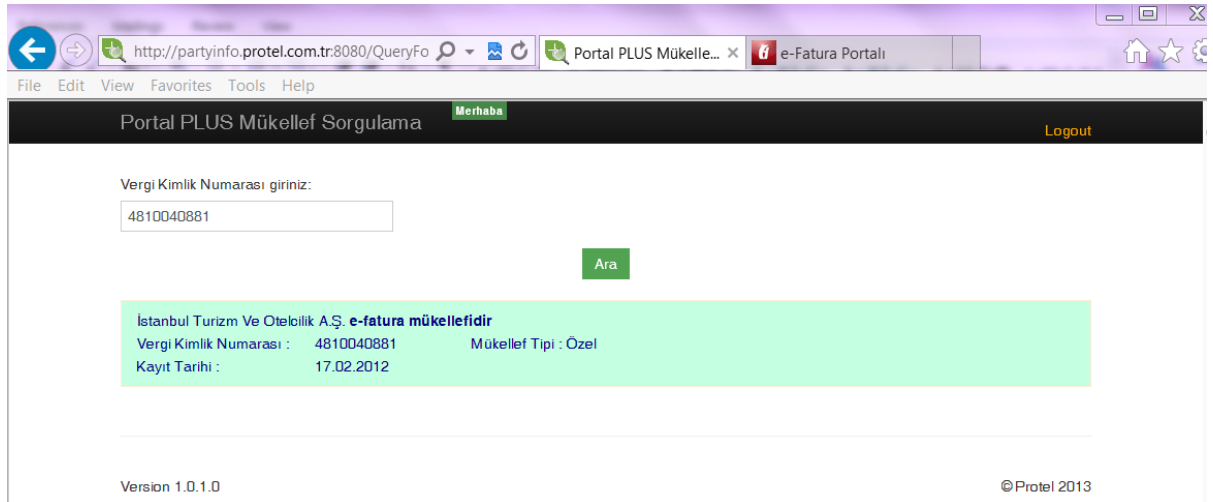 http://partyinfo.protel.com.tr:8080/QueryFo
Portal PLUS Mükelle...
e-Fatura Portalı
File Edit View Favorites Tools Help
Portal PLUS Mükellef Sorgulama
Merhaba
Logout
Vergi Kimlik Numarası giriniz:
4810040881
Ara
İstanbul Turizm Ve Otelcilik A.Ş. e-fatura mükellefidir
Vergi Kimlik Numarası : 4810040881 Mükellef Tipi : Özel
Kayıt Tarihi : 17.02.2012
Version 1.0.1.0 © Protel 2013